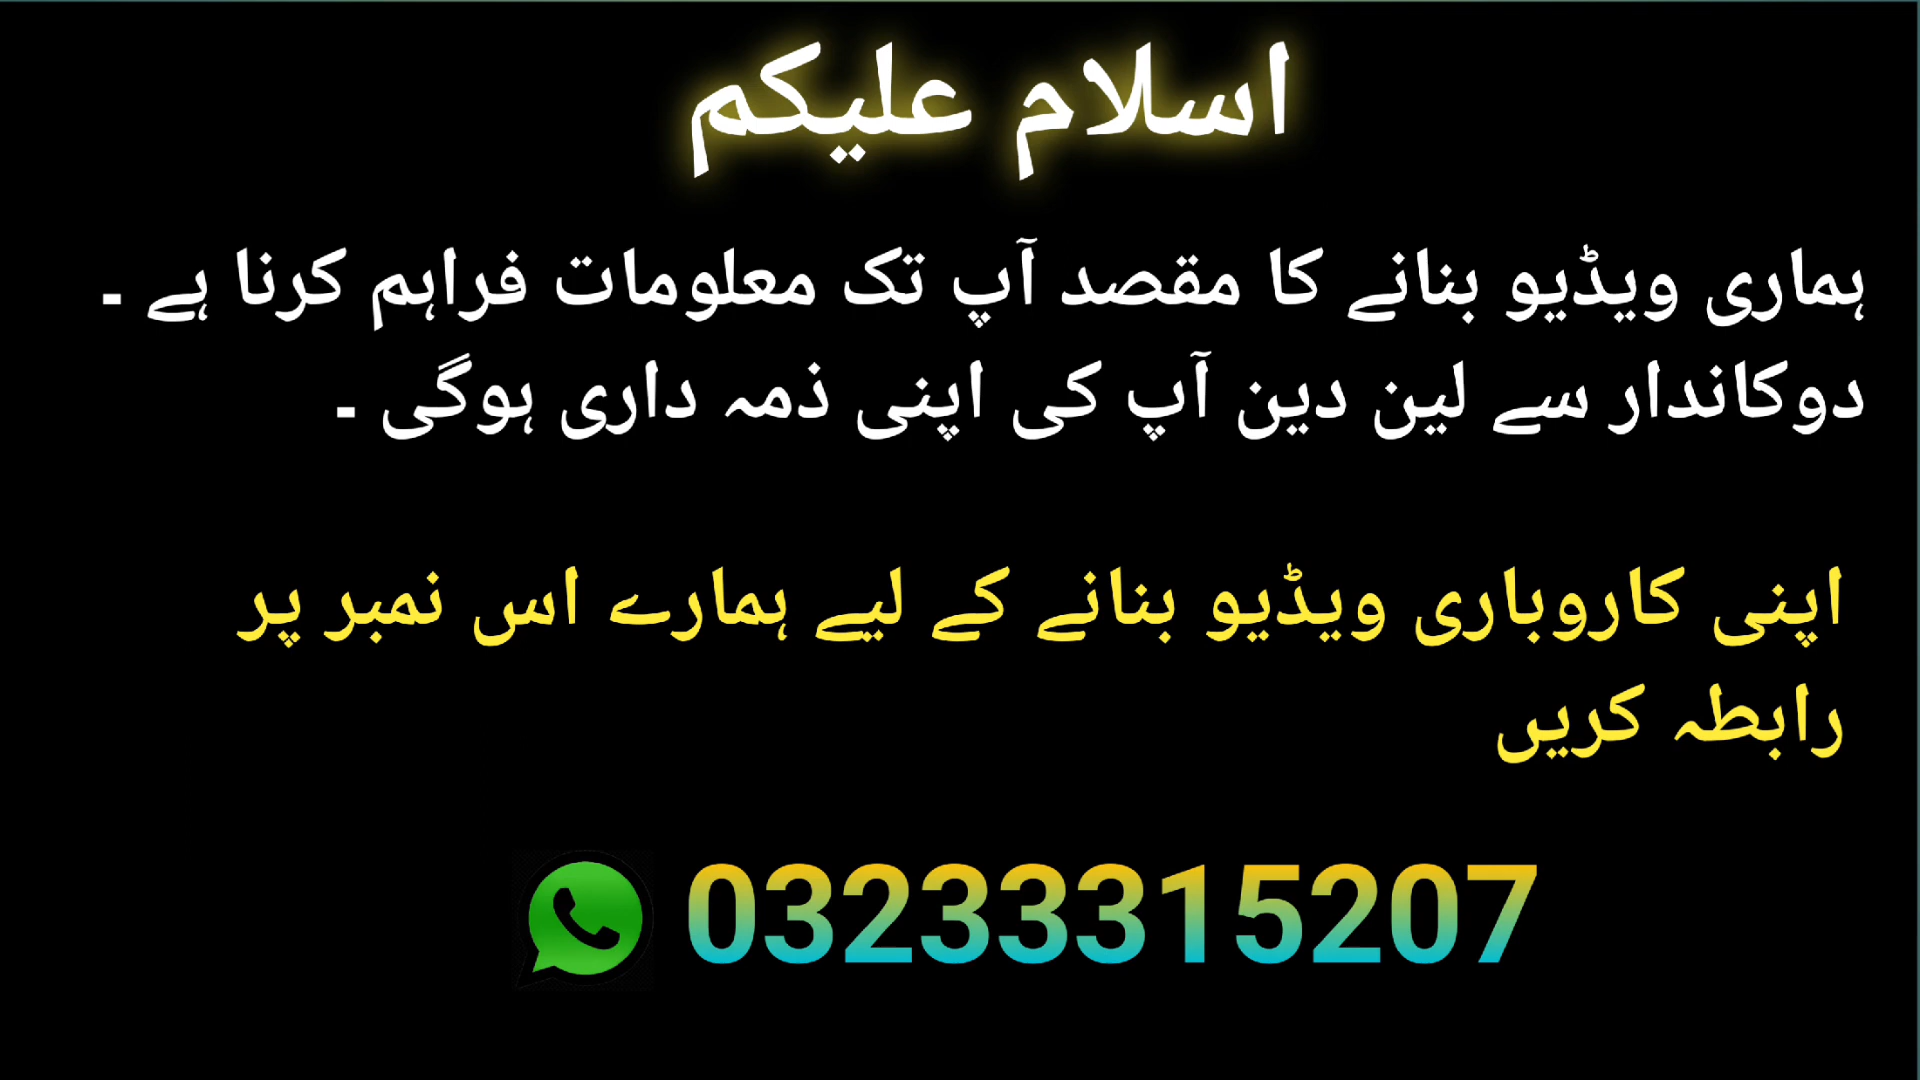 اسلام علیکم
ہماری ویڈیو بنانے کا مقصد آپ تک معلومات فراہم کرنا ہے ۔
دوکاندار سے لین دین آپ کی اپنی ذمہ داری ہوگی ۔
اپنی کاروباری ویڈیو بنانے کے لیے ہمارے اس نمبر پر
رابطہ کریں
03233315207